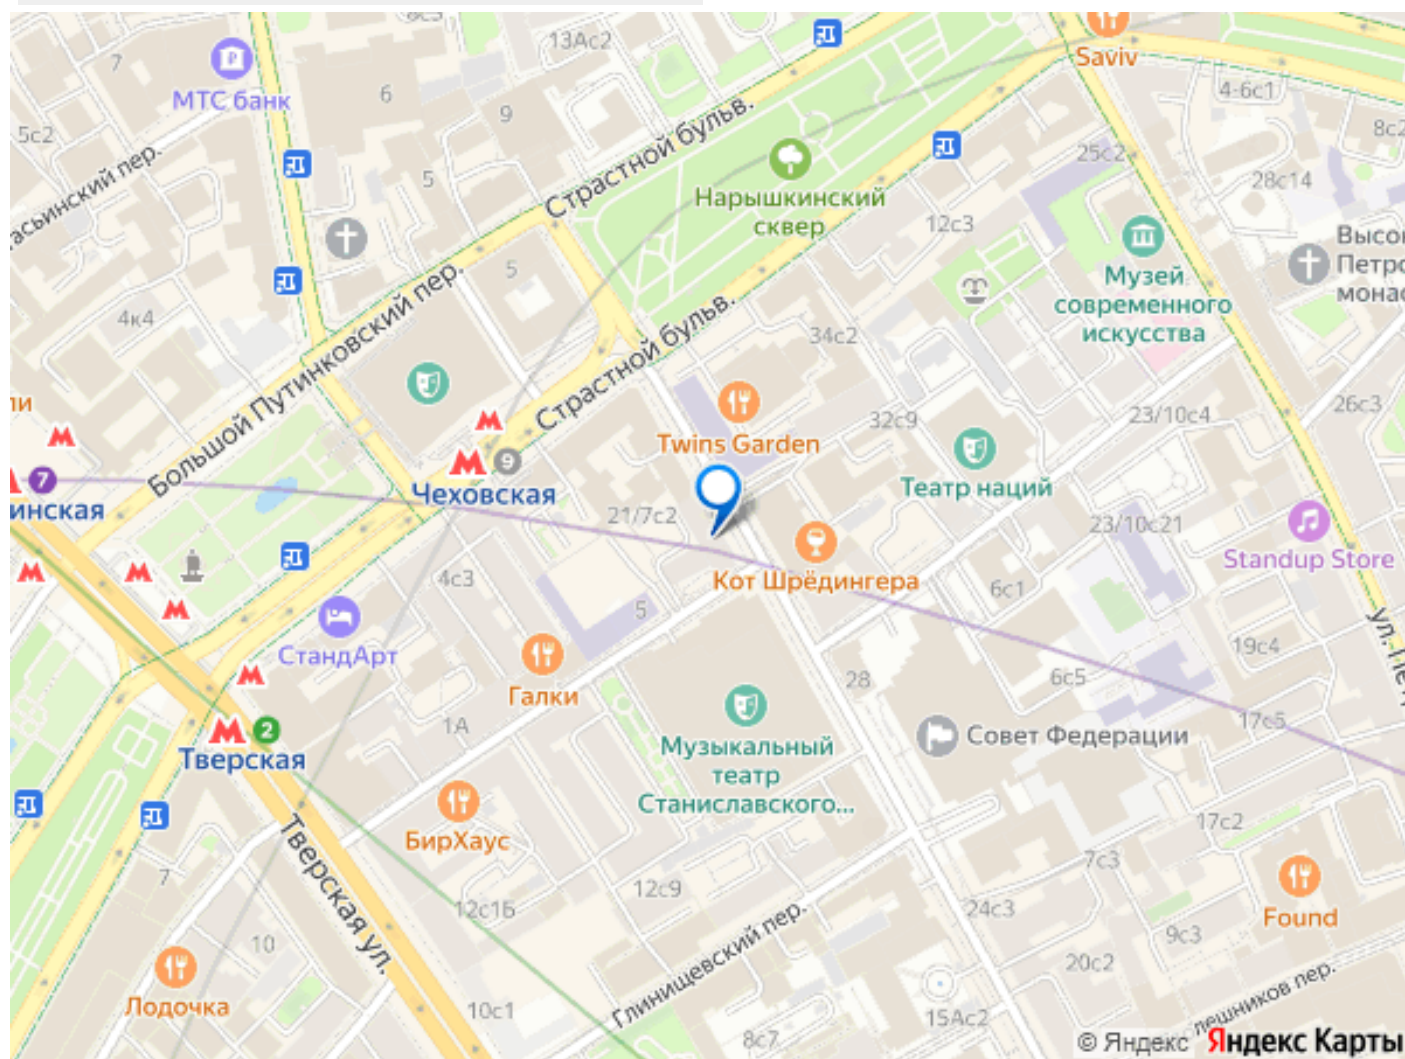 13Ас2
Saviv
7
МТС банк
6
4-6с1
9
5с2
8с2
Страстной бульв.
25с2
5
28с14
Нарышкинский
сквер
12с3
Музей
современного
искусства
5
Большой Путинковский пер.
4к4
34с2
Страстной бульв.
Twins Garden
32с9
23/10с4
26с3
Театр наций
М
М
9
Чеховская
7
21/7с2
23/10с21
Standup Store
М
М
М
4с3
Кот Шрёдингера
6с1
5
СтандАрт
Галки
М
19с4
28
6с5
1А
17с5
М
2
Тверская
Музыкальный
театр
Станиславского...
Совет Федерации
БирХаус
17с2
7с3
Тверская ул.
7
12с9
12с1Б
24с3
Found
9с3
10
Глинищевский пер.
20с2
Лодочка
10с1
15Ас2
8с7
© Яндекс Яндекс Карты